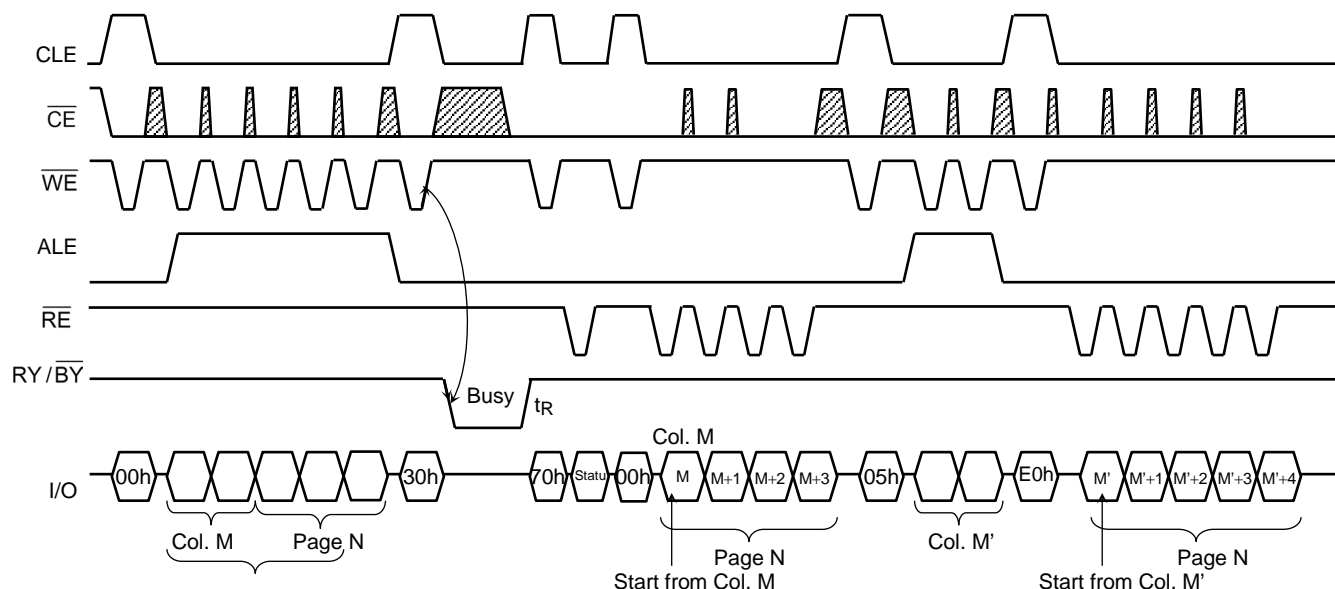 CLE
CE
WE
ALE
RE
RY / BY
Busy
tR
Col. M
I/O
00h
30h
70h
Statu
00h
M
M+1
M+2
M+3
05h
E0h
M'
M'+1
M'+2
M'+3
M'+4
Col. M
Page N
Page N
Col. M'
Page N
Start from Col. M
Start from Col. M'